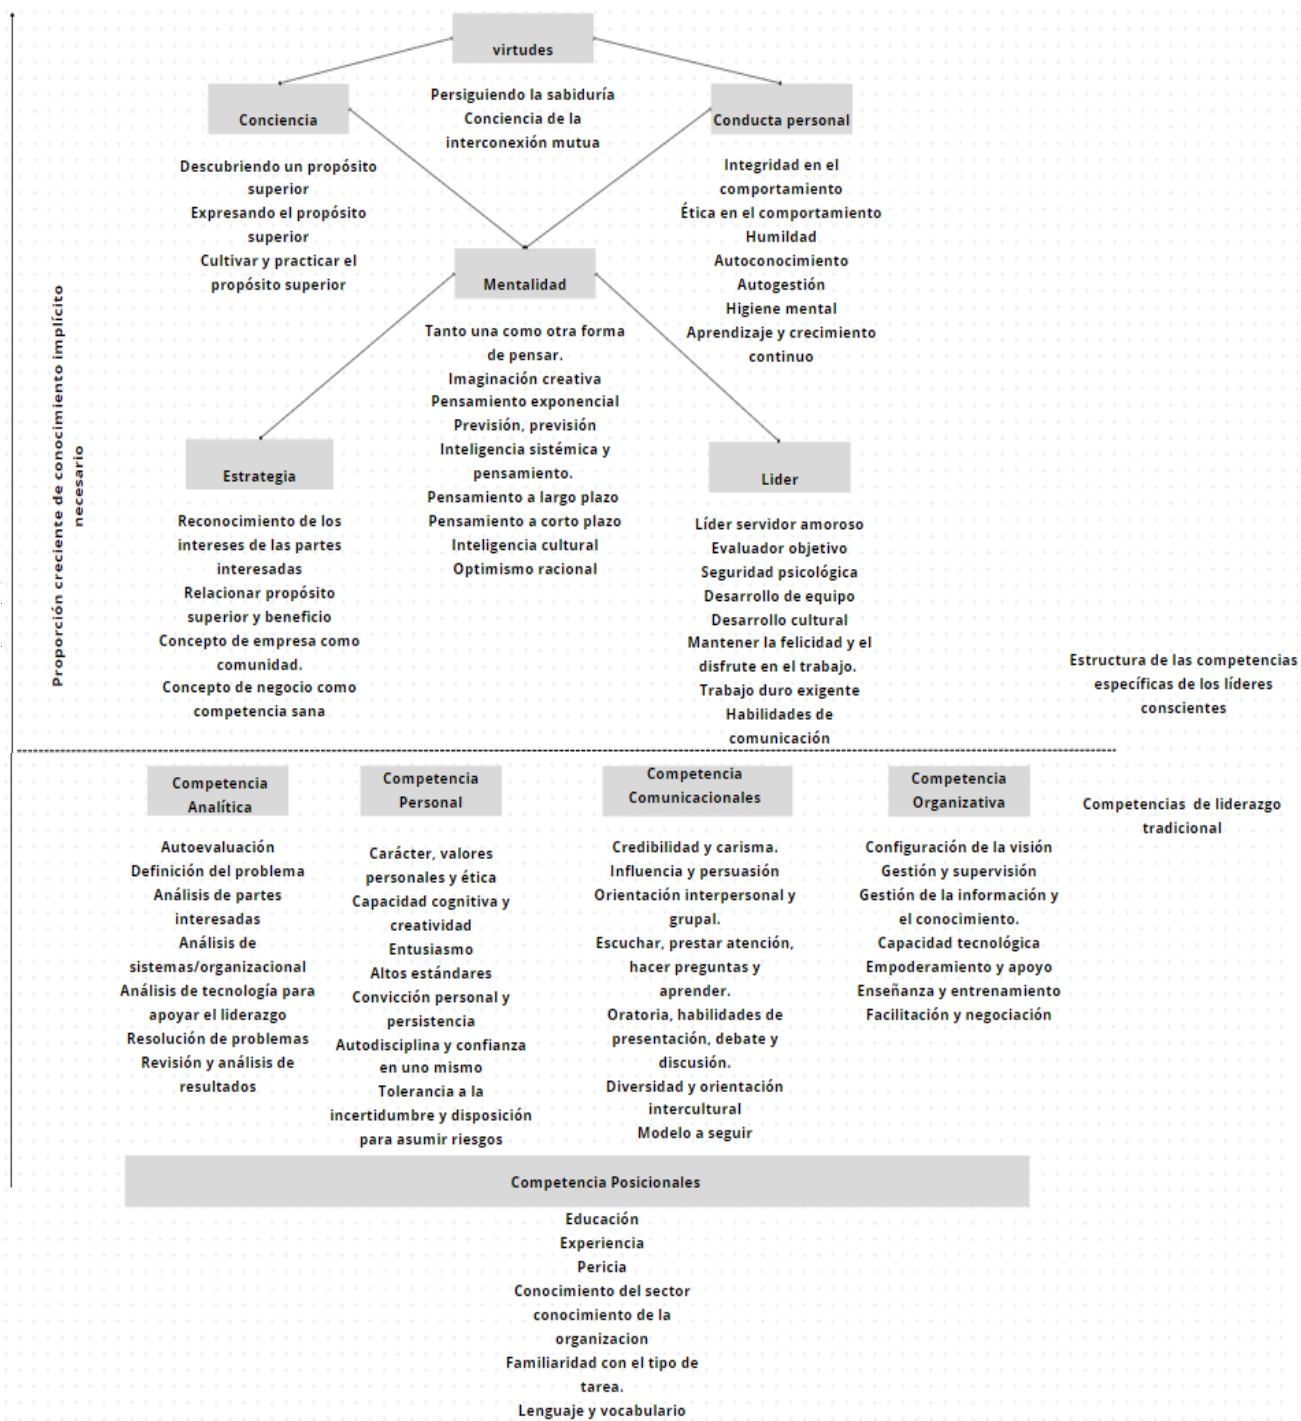 virtudes
Persiguiendo la sabiduría
Conciencia de la
interconexión mutua
Conciencia
Descubriendo un propósito
superior
Expresando el propósito
superior
Cultivar y practicar el
propósito superior
Conducta personal
Integridad en el
comportamiento
Ética en el comportamiento
Humildad
Autoconocimiento
Autogestión
Higiene mental
Aprendizaje y crecimiento
continuo
Mentalidad
Tanto una como otra forma
de pensar.
Imaginación creativa
Pensamiento exponencial
Previsión, previsión
Inteligencia sistémica y
pensamiento.
Pensamiento a largo plazo
Pensamiento a corto plazo
Inteligencia cultural
Optimismo racional
Proporción creciente de conocimiento implícito
necesario
Estrategia
Reconocimiento de los
intereses de las partes
interesadas
Relacionar propósito
superior y beneficio
Concepto de empresa como
comunidad.
Concepto de negocio como
competencia sana
Lider
Líder servidor amoroso
Evaluador objetivo
Seguridad psicológica
Desarrollo de equipo
Desarrollo cultural
Mantener la felicidad y el
disfrute en el trabajo.
Trabajo duro exigente
Habilidades de
comunicación
Estructura de las competencias
específicas de los líderes
conscientes
Competencia
Analítica
Autoevaluación
Definición del problema
Análisis de partes
interesadas
Análisis de
sistemas/organizacional
Análisis de tecnología para
apoyar el liderazgo
Resolución de problemas
Revisión y análisis de
resultados
Competencia
Personal
Carácter, valores
personales y ética
Capacidad cognitiva y
creatividad
Entusiasmo
Altos estándares
Convicción personal y
persistencia
Autodisciplina y confianza
en uno mismo
Tolerancia a la
incertidumbre y disposición
para asumir riesgos
Competencia
Comunicacionales
Credibilidad y carisma.
Influencia y persuasión
Orientación interpersonal y
grupal.
Escuchar, prestar atención,
hacer preguntas y
aprender.
Oratoria, habilidades de
presentación, debate y
discusión.
Diversidad y orientación
intercultural
Modelo a seguir
Competencia
Organizativa
Configuración de la visión
Gestión y supervisión
Gestión de la información y
el conocimiento.
Capacidad tecnológica
Empoderamiento y apoyo
Enseñanza y entrenamiento
Facilitación y negociación
Competencias de liderazgo
tradicional
Competencia Posicionales
Educación
Experiencia
Pericia
Conocimiento del sector
conocimiento de la
organizacion
Familiaridad con el tipo de
tarea.
Lenguaje y vocabulario